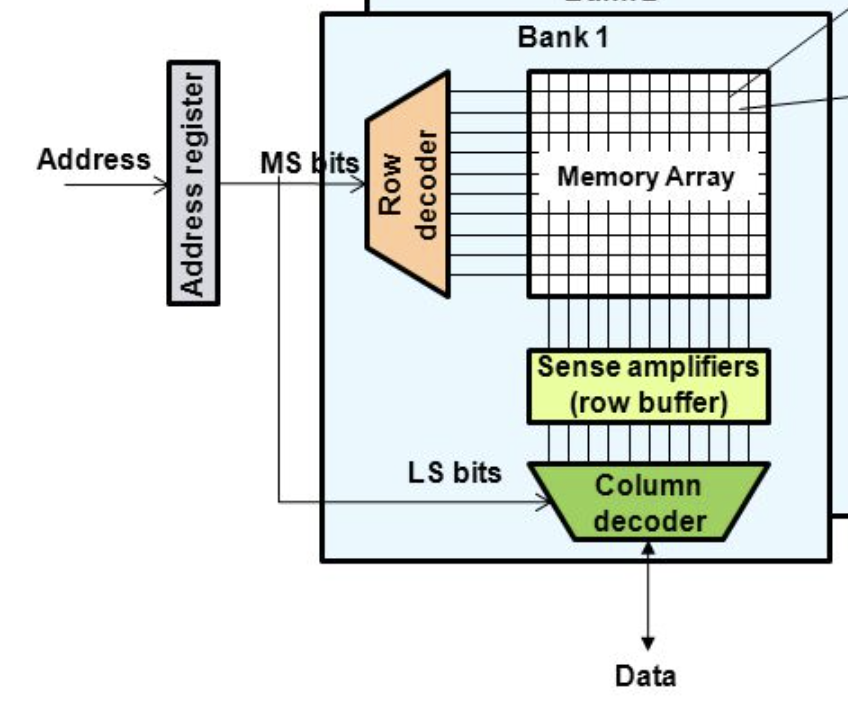 Bank 1
Address register
Address
MS bits
Row
decoder
Memory Array
Sense amplifiers
(row buffer)
LS bits
Column
decoder
Data